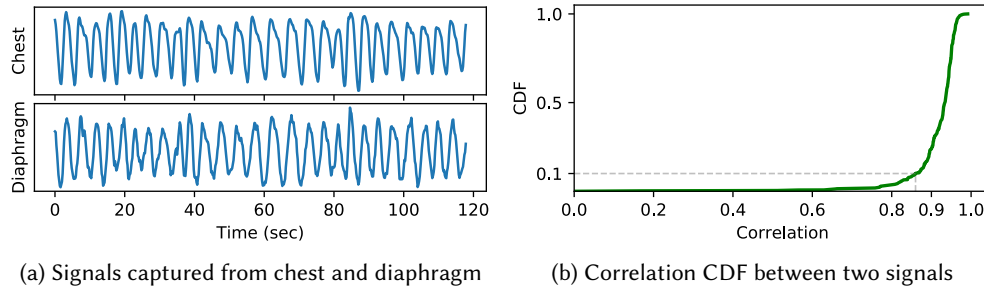 Chest
Diaphragm
0 20 40 60 80 100 120
Time (sec)
(a) Signals captured from chest and diaphragm
1.0
0.5
0.1
CDF
0.0 0.2 0.4 0.6 0.8 0.9 1.0
Correlation
(b) Correlation CDF between two signals